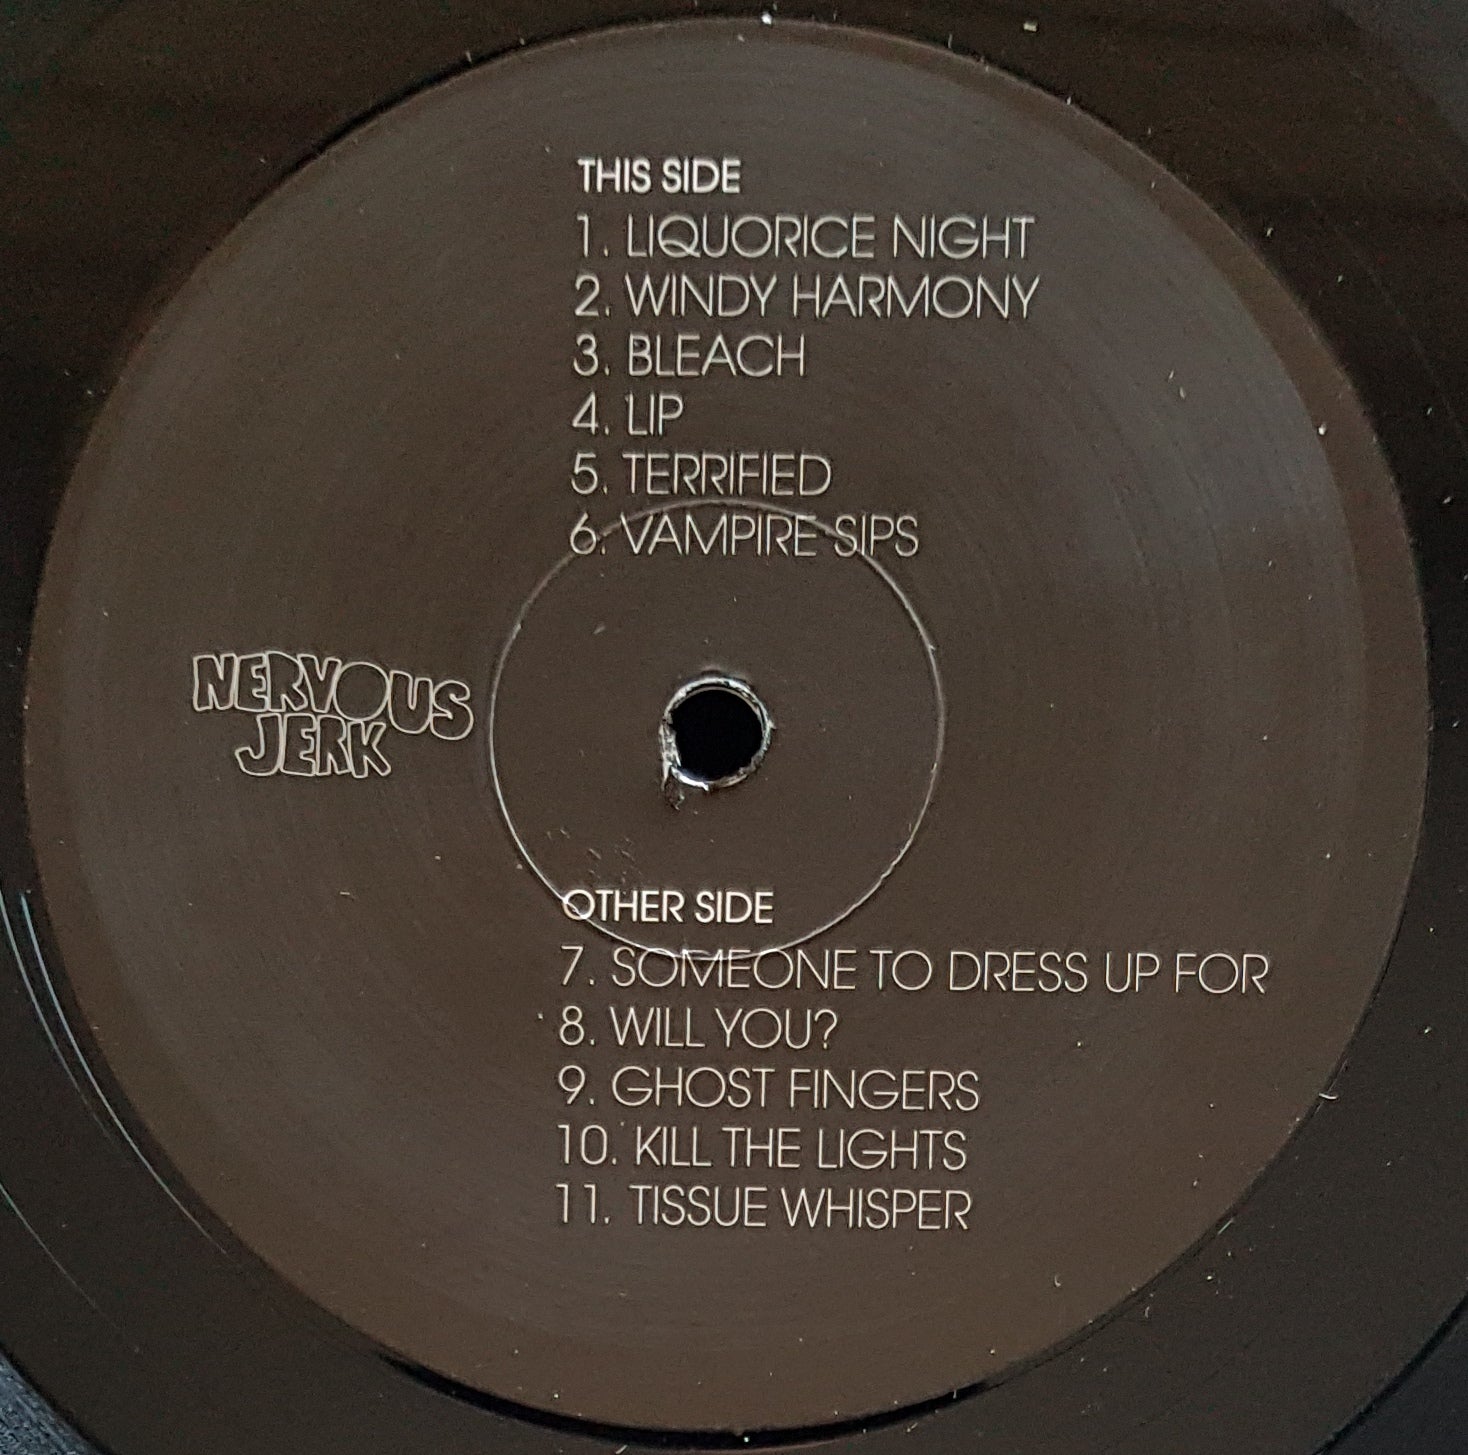 THIS SIDE
1. LIQUORICE NIGHT
2. WINDY HARMONY
3. BLEACH
4. LIP
5. TERRIFIED
6. VAMPIRE SIPS
NERVOUS
JERK
OTHER SIDE
7. SOMEONE TO DRESS UP FOR
8. WILL YOU?
9. GHOST FINGERS
10. KILL THE LIGHTS
11. TISSUE WHISPER